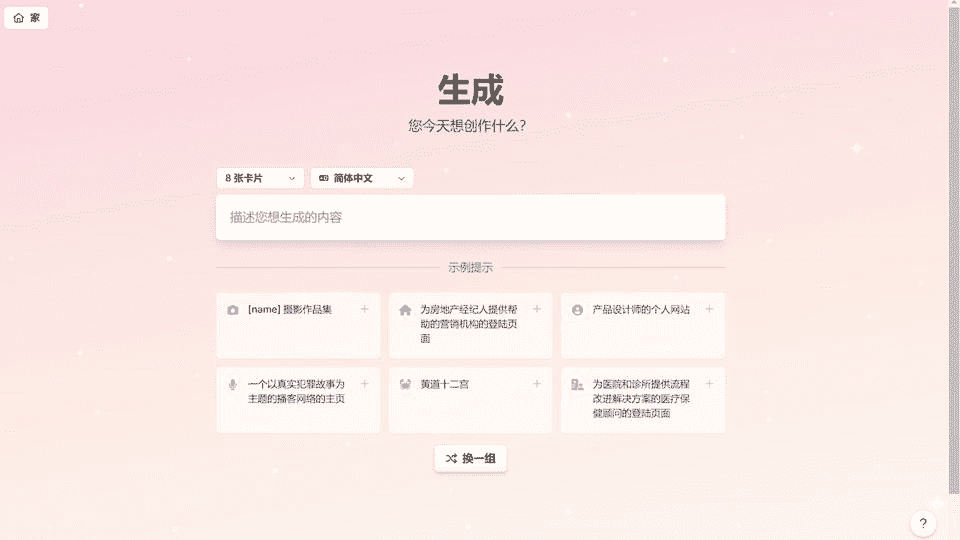 家
生成
您今天想创作什么?
8 张卡片
简体中文
描述您想生成的内容
示例提示
[name] 摄影作品集
为房地产经纪人提供帮
助的营销机构的登陆页
面
产品设计师的个人网站
一个以真实犯罪故事为
主题的播客网络的主页
黄道十二宫
为医院和诊所提供流程
改进解决方案的医疗保
健顾问的登陆页面
换一组
?